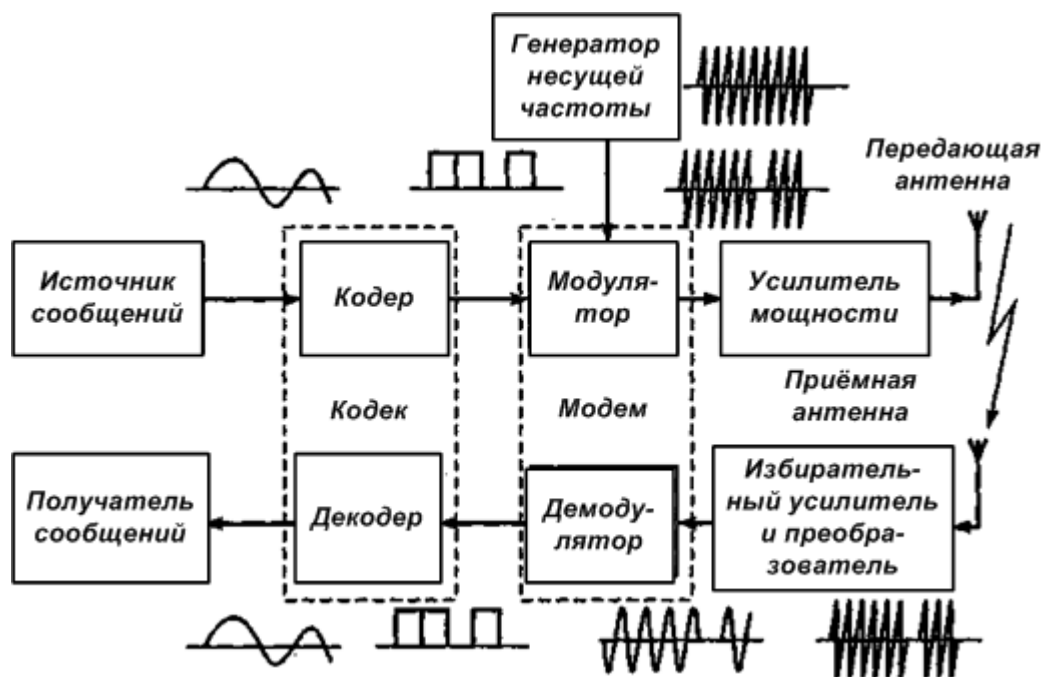 Генератор
несущей
частоты
Передающая
антенна
Источник
сообщений
Кодер
Модуля-
тор
Усилитель
мощности
Кодек
Модем
Приёмная
антенна
Получатель
сообщений
Декодер
Демоду-
лятор
Избиратель-
ный усилитель
и преобра-
зователь